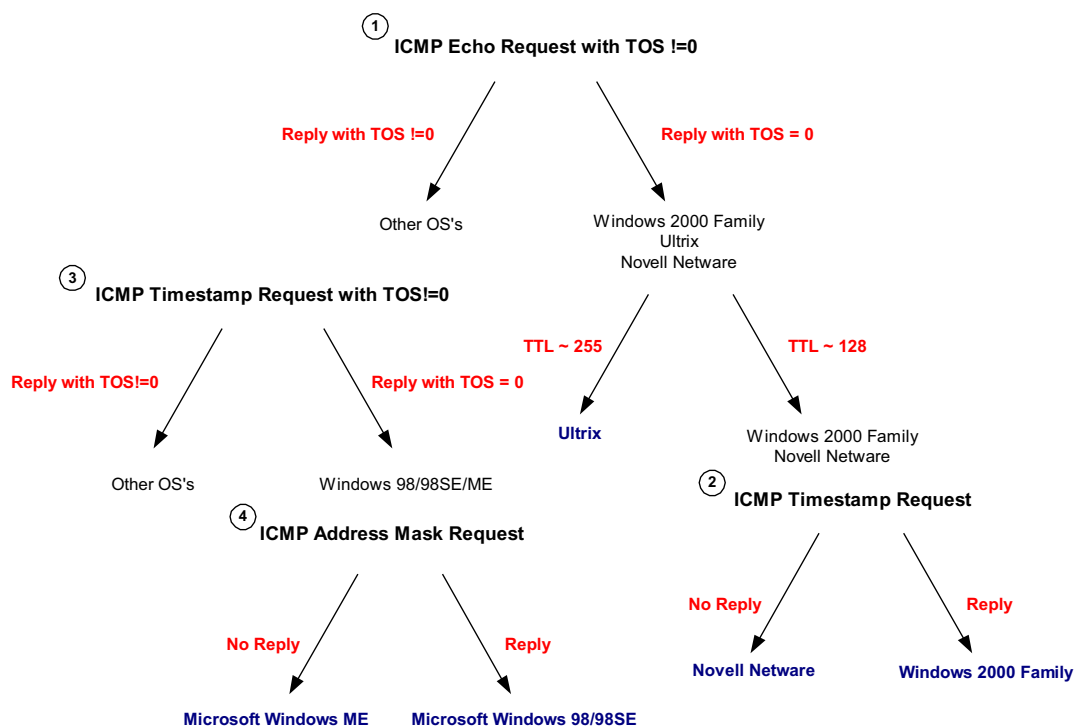 1
ICMP Echo Request with TOS !=0
Reply with TOS !=0
Reply with TOS = 0
Other OS's
Windows 2000 Family
Ultrix
Novell Netware
3
ICMP Timestamp Request with TOS!=0
TTL ~ 255
TTL ~ 128
Reply with TOS!=0
Reply with TOS = 0
Ultrix
Windows 2000 Family
Novell Netware
Other OS's
Windows 98/98SE/ME
2
ICMP Timestamp Request
4
ICMP Address Mask Request
No Reply
Reply
No Reply
Reply
Novell Netware
Windows 2000 Family
Microsoft Windows ME
Microsoft Windows 98/98SE